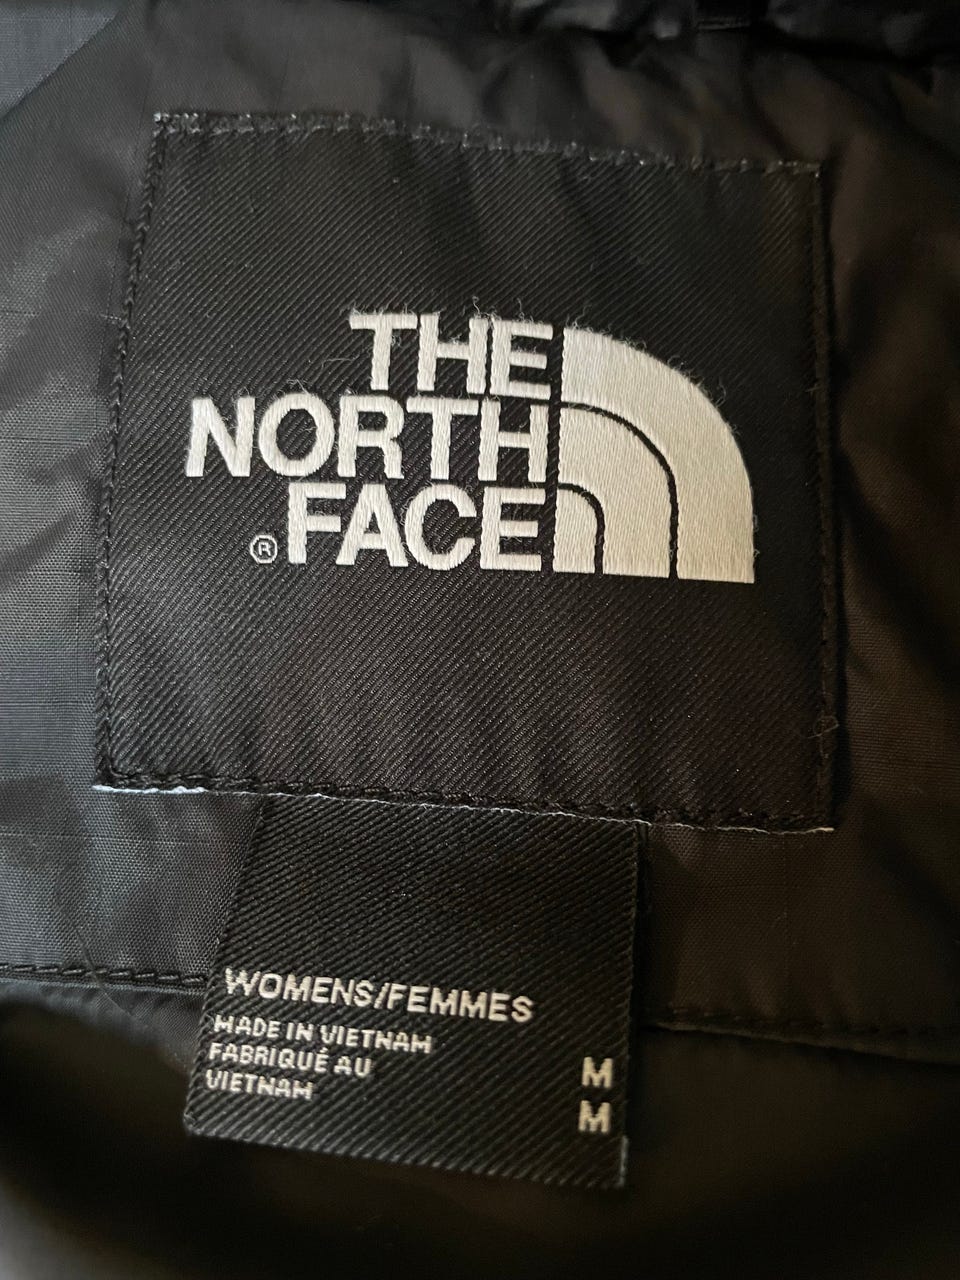 THE
NORTH
®FACE
WOMENS/FEMMES
MADE IN VIETNAM
FABRIQUÉ AU
VIETNAM
M
M